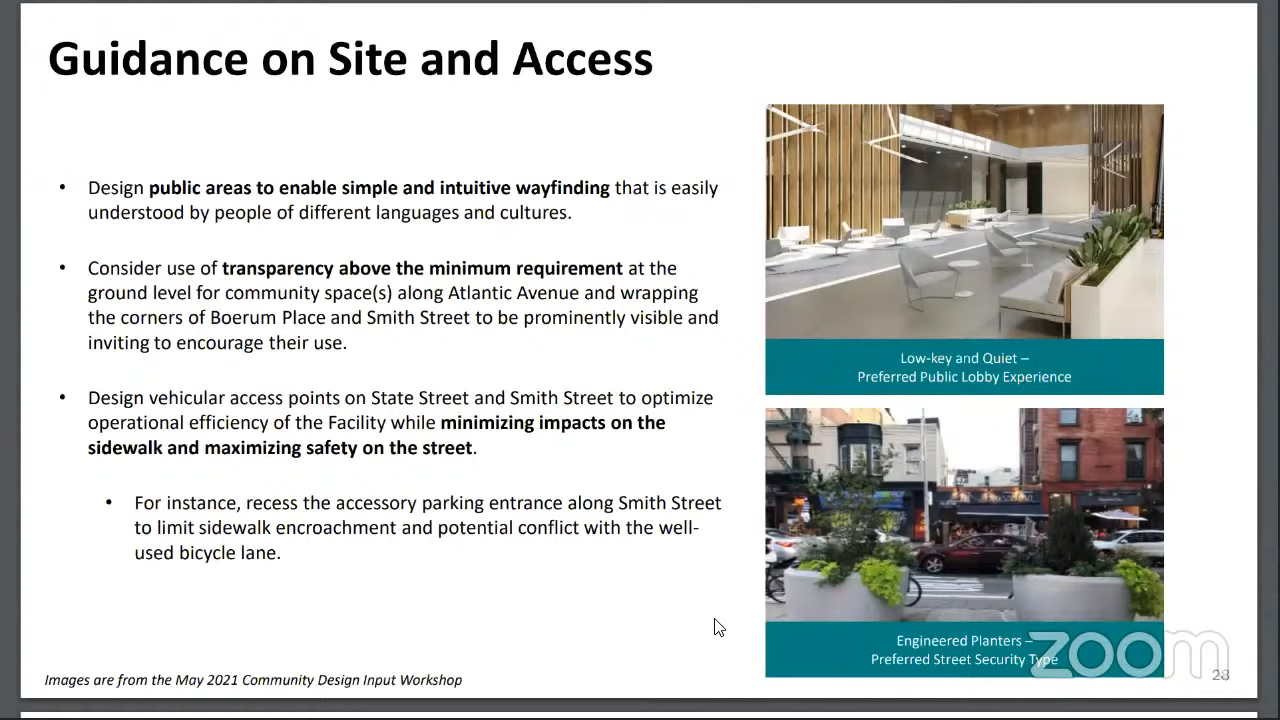 Guidance on Site and Access
• Design public areas to enable simple and intuitive wayfinding that is easily
understood by people of different languages and cultures.
• Consider use of transparency above the minimum requirement at the
ground level for community space(s) along Atlantic Avenue and wrapping
the corners of Boerum Place and Smith Street to be prominently visible and
inviting to encourage their use.
• Design vehicular access points on State Street and Smith Street to optimize
operational efficiency of the Facility while minimizing impacts on the
sidewalk and maximizing safety on the street.
• For instance, recess the accessory parking entrance along Smith Street
to limit sidewalk encroachment and potential conflict with the well-
used bicycle lane.
Low-key and Quiet –
Preferred Public Lobby Experience
Engineered Planters –
Preferred Street Security Type
Images are from the May 2021 Community Design Input Workshop
zoom